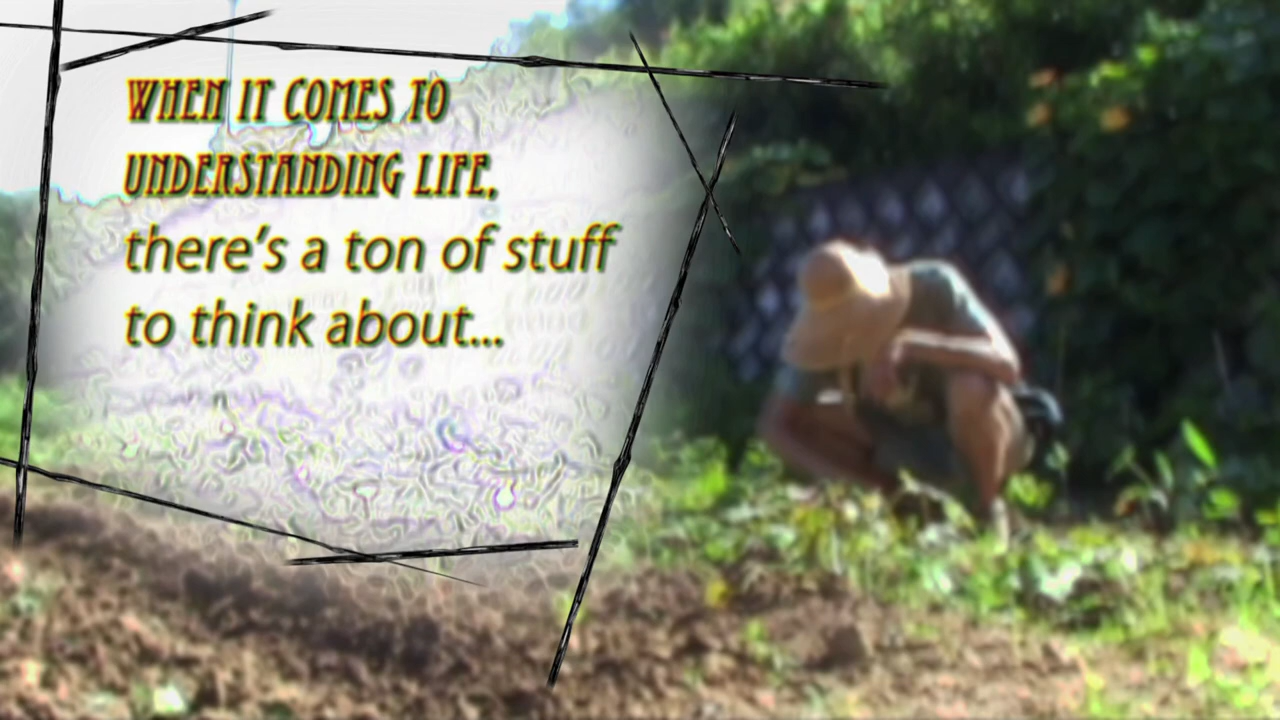 WHEN IT COMES TO
UNDERSTANDING LIFE,
there's a ton of stuff
to think about...